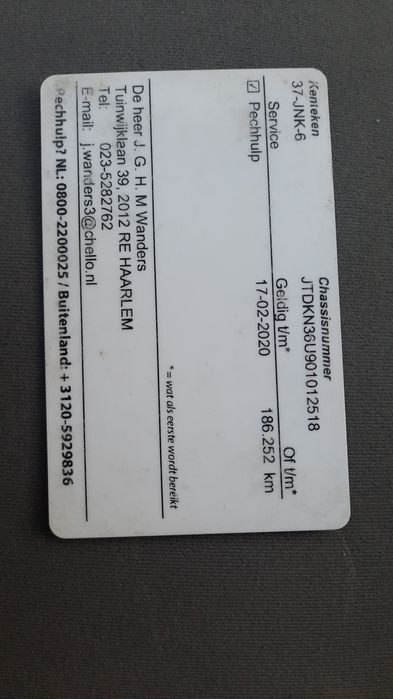 Kenteken Chassisnummer
37-JNK-6 JTDKN36U901012518
Service Geldig t/m* Of t/m*
☑ Pechhulp 17-02-2020 186.252 km
* = wat als eerste wordt bereikt
De heer J. G. H. M Wanders
Tuinwijklaan 39, 2012 RE HAARLEM
Tel: 023-5282762
E-mail: j.wanders3@chello.nl
Pechhulp? NL: 0800-2200025 / Buitenland: + 3120-5929836